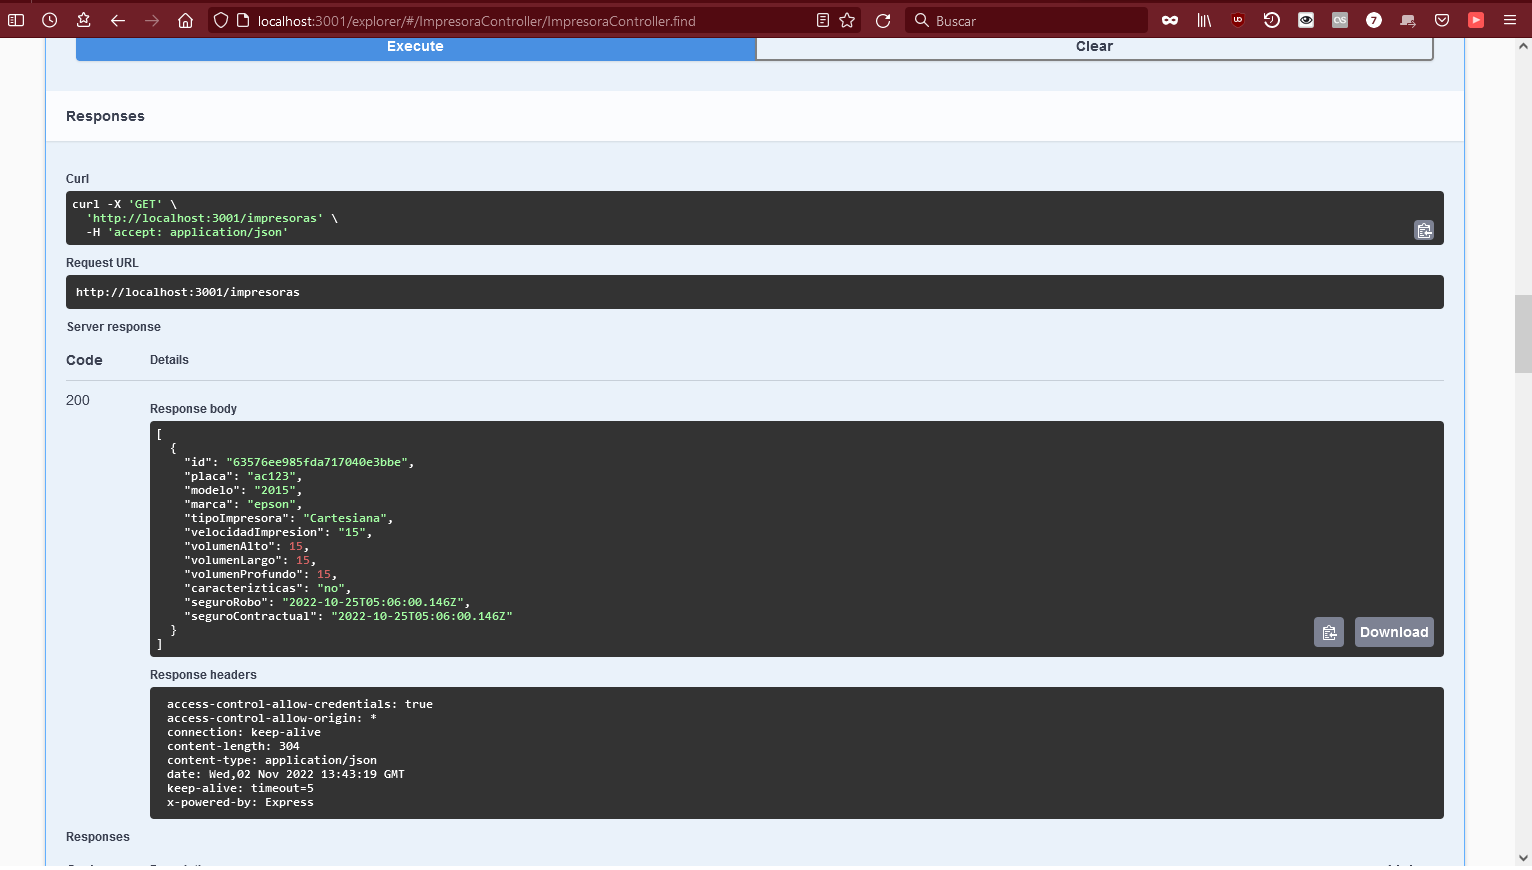 localhost:3001/explorer/#/ImpresoraController/ImpresoraController.find
Buscar
UD
OS
7
Execute
Clear
Responses
Curl
curl -X 'GET' \
  'http://localhost:3001/impresoras' \
  -H 'accept: application/json'
Request URL
http://localhost:3001/impresoras
Server response
Code
Details
200
Response body
[
  {
    "id": "63576ee985fda717040e3bbe",
    "placa": "ac123",
    "modelo": "2015",
    "marca": "epson",
    "tipoImpresora": "Cartesiana",
    "velocidadImpresion": "15",
    "volumenAlto": 15,
    "volumenLargo": 15,
    "volumenProfundo": 15,
    "caracterizticas": "no",
    "seguroRobo": "2022-10-25T05:06:00.146Z",
    "seguroContractual": "2022-10-25T05:06:00.146Z"
  }
]
Download
Response headers
access-control-allow-credentials: true
access-control-allow-origin: *
connection: keep-alive
content-length: 304
content-type: application/json
date: Wed,02 Nov 2022 13:43:19 GMT
keep-alive: timeout=5
x-powered-by: Express
Responses